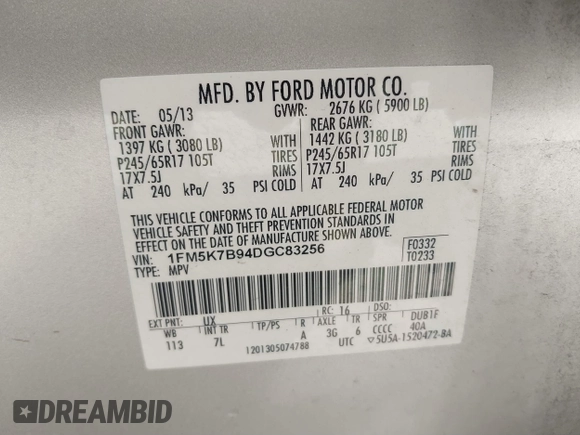 MFD. BY FORD MOTOR CO.
DATE: 05/13 GVWR: 2676 KG ( 5900 LB)
FRONT GAWR: REAR GAWR:
1397 KG ( 3080 LB) WITH 1442 KG ( 3180 LB) WITH
P245/65R17 105T TIRES P245/65R17 105T TIRES
17X7.5J RIMS 17X7.5J RIMS
AT 240 kPa/ 35 PSI COLD AT 240 kPa/ 35 PSI COLD
THIS VEHICLE CONFORMS TO ALL APPLICABLE FEDERAL MOTOR
VEHICLE SAFETY AND THEFT PREVENTION STANDARDS IN
EFFECT ON THE DATE OF MANUFACTURE SHOWN ABOVE.
VIN: 1FM5K7B94DGC83256 F0332
TYPE: MPV T0233
EXT PNT: UX RC: 16 DSO:
WB INT TR TP/PS R AXLE TR SPR DUB1F
113 7L A 3G 6 CCCC 40A
1201305074788 UTC ▽5U5A-1520472-BA
DREAMBID